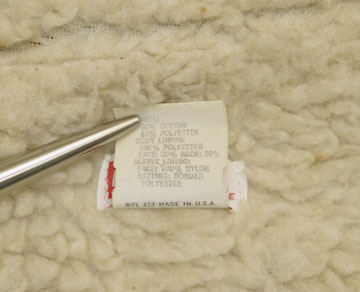 COTTON
POLYESTER
BODY LINING:
100% POLYESTER
FACE: 80% BACK: 20%
SLEEVE LINING:
FACE: 100% NYLON
BATTING: BONDED
POLYESTER
WPL 423 MADE IN U.S.A.
E